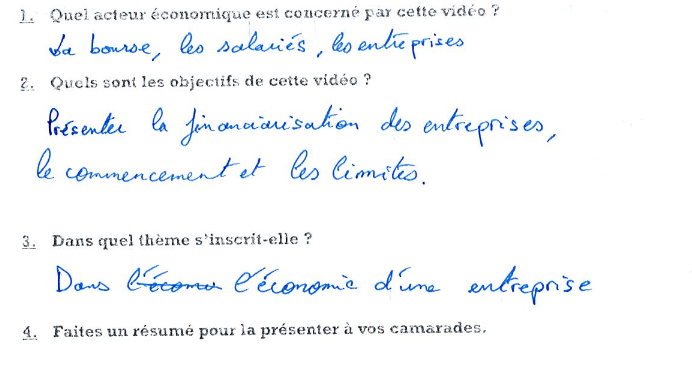 1. Quel acteur économique est concerné par cette vidéo ?
La bourse, les salariés, les entreprises
2. Quels sont les objectifs de cette vidéo ?
Présenter la financiarisation des entreprises,
le commencement et les limites.
3. Dans quel thème s'inscrit-elle ?
Dans l'économ l'économie d'une entreprise
4. Faites un résumé pour la présenter à vos camarades.